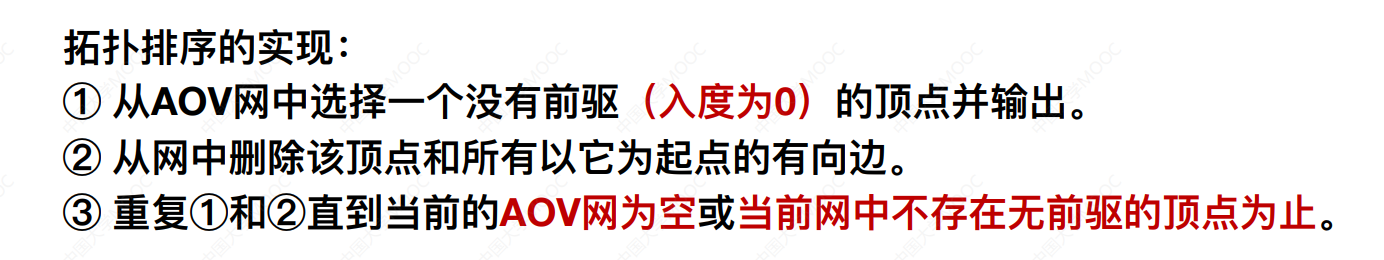 拓扑排序的实现：
① 从AOV网中选择一个没有前驱（入度为0）的顶点并输出。
② 从网中删除该顶点和所有以它为起点的有向边。
③ 重复①和②直到当前的AOV网为空或当前网中不存在无前驱的顶点为止。